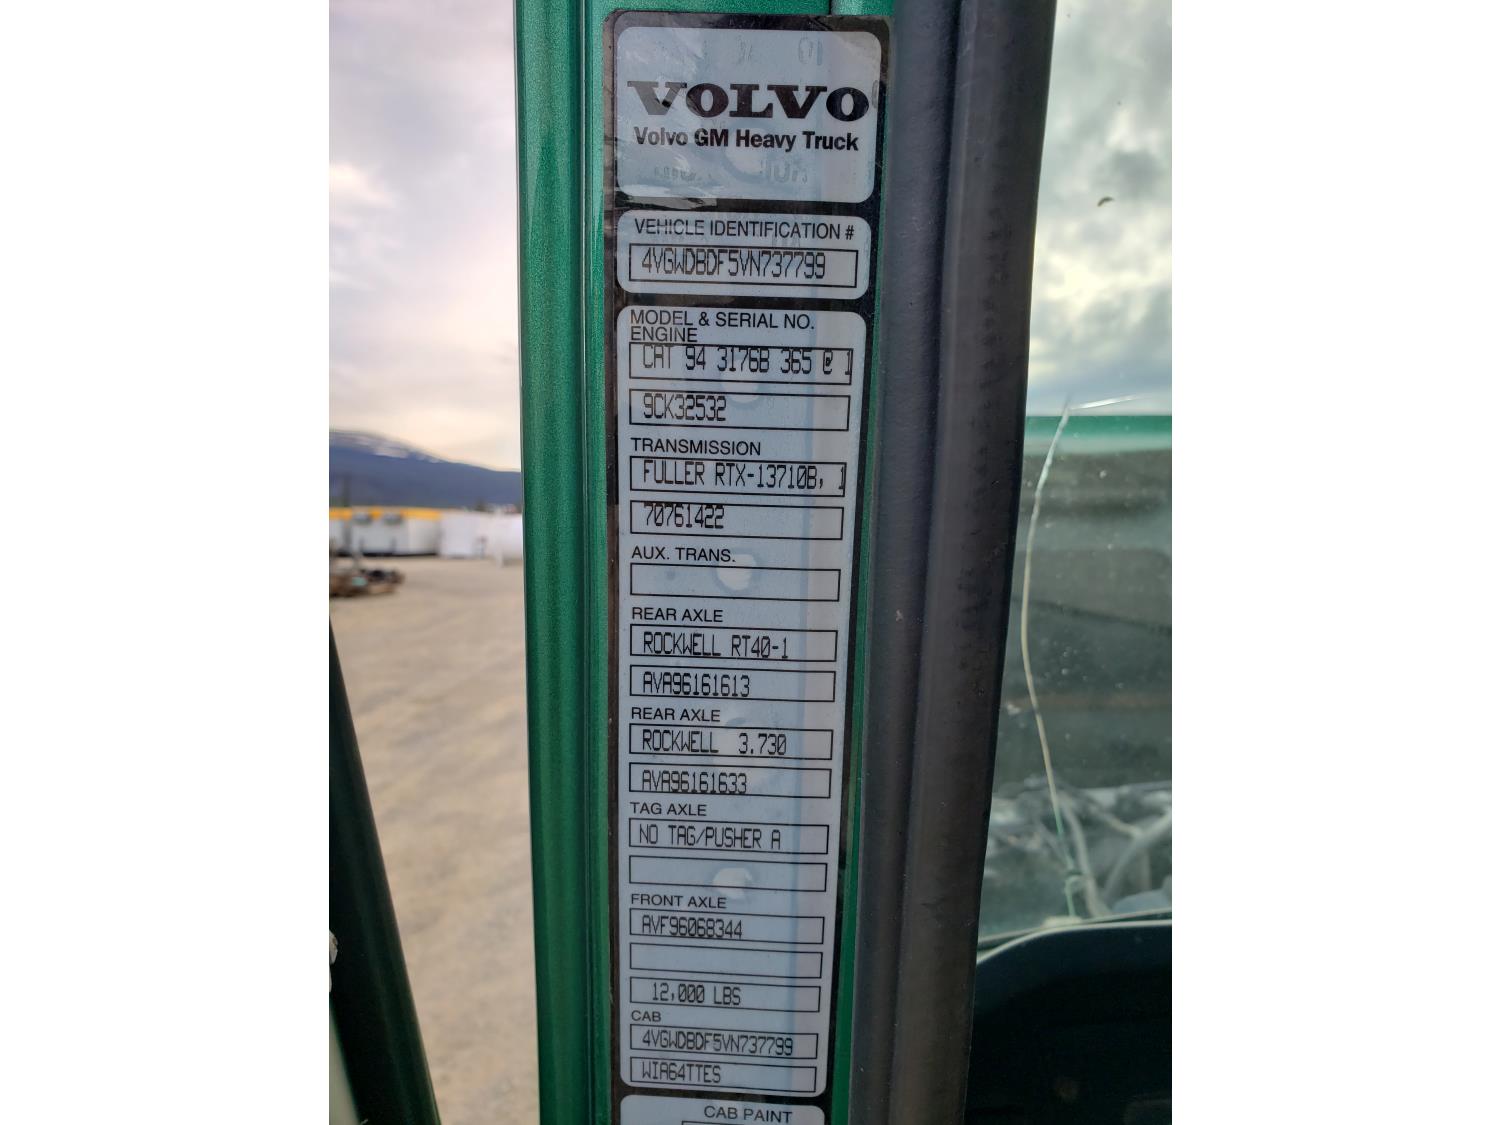 VOLVO
Volvo GM Heavy Truck
VEHICLE IDENTIFICATION #
4VGWDBDF5VN737799
MODEL & SERIAL NO.
ENGINE
CAT 94 3176B 365 @ 1
9CK32532
TRANSMISSION
FULLER RTX-13710B, 1
70761422
AUX. TRANS.
REAR AXLE
ROCKWELL RT40-1
AVA96161613
REAR AXLE
ROCKWELL 3.730
AVA96161633
TAG AXLE
NO TAG/PUSHER A
FRONT AXLE
AVF96068344
12,000 LBS
CAB
4VGWDBDF5VN737799
WIA64TTES
CAB PAINT